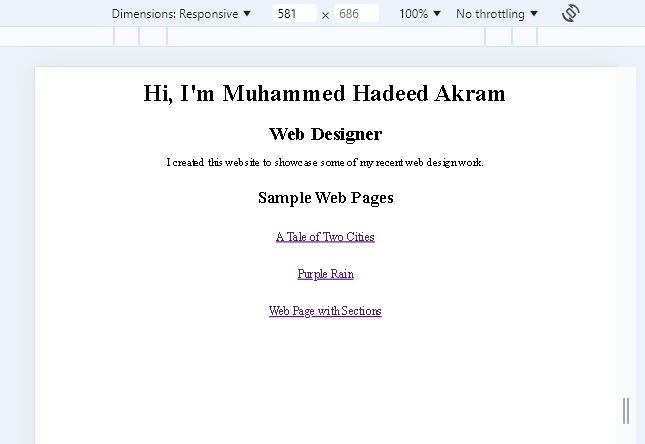 Dimensions: Responsive 581 × 686 100% No throttling
Hi, I'm Muhammed Hadeed Akram
Web Designer
I created this website to showcase some of my recent web design work.
Sample Web Pages
A Tale of Two Cities
Purple Rain
Web Page with Sections